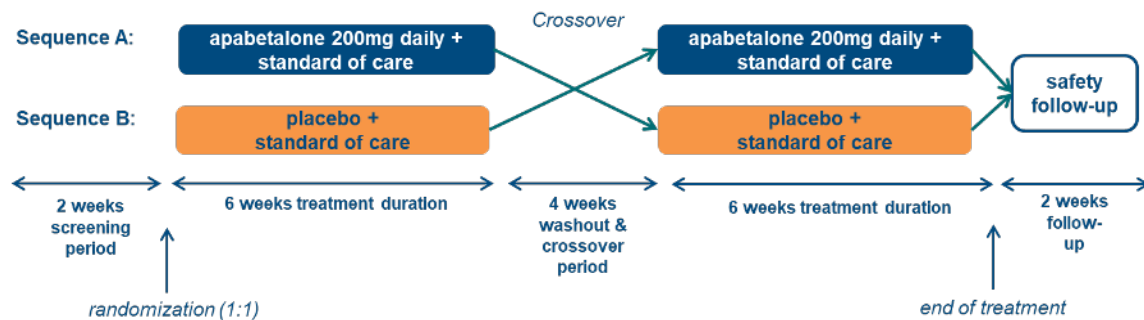 Crossover
Sequence A:
apabetalone 200mg daily +
standard of care
apabetalone 200mg daily +
standard of care
safety
follow-up
Sequence B:
placebo +
standard of care
placebo +
standard of care
2 weeks
screening
period
6 weeks treatment duration
4 weeks
washout &
crossover
period
6 weeks treatment duration
2 weeks
follow-
up
randomization (1:1)
end of treatment